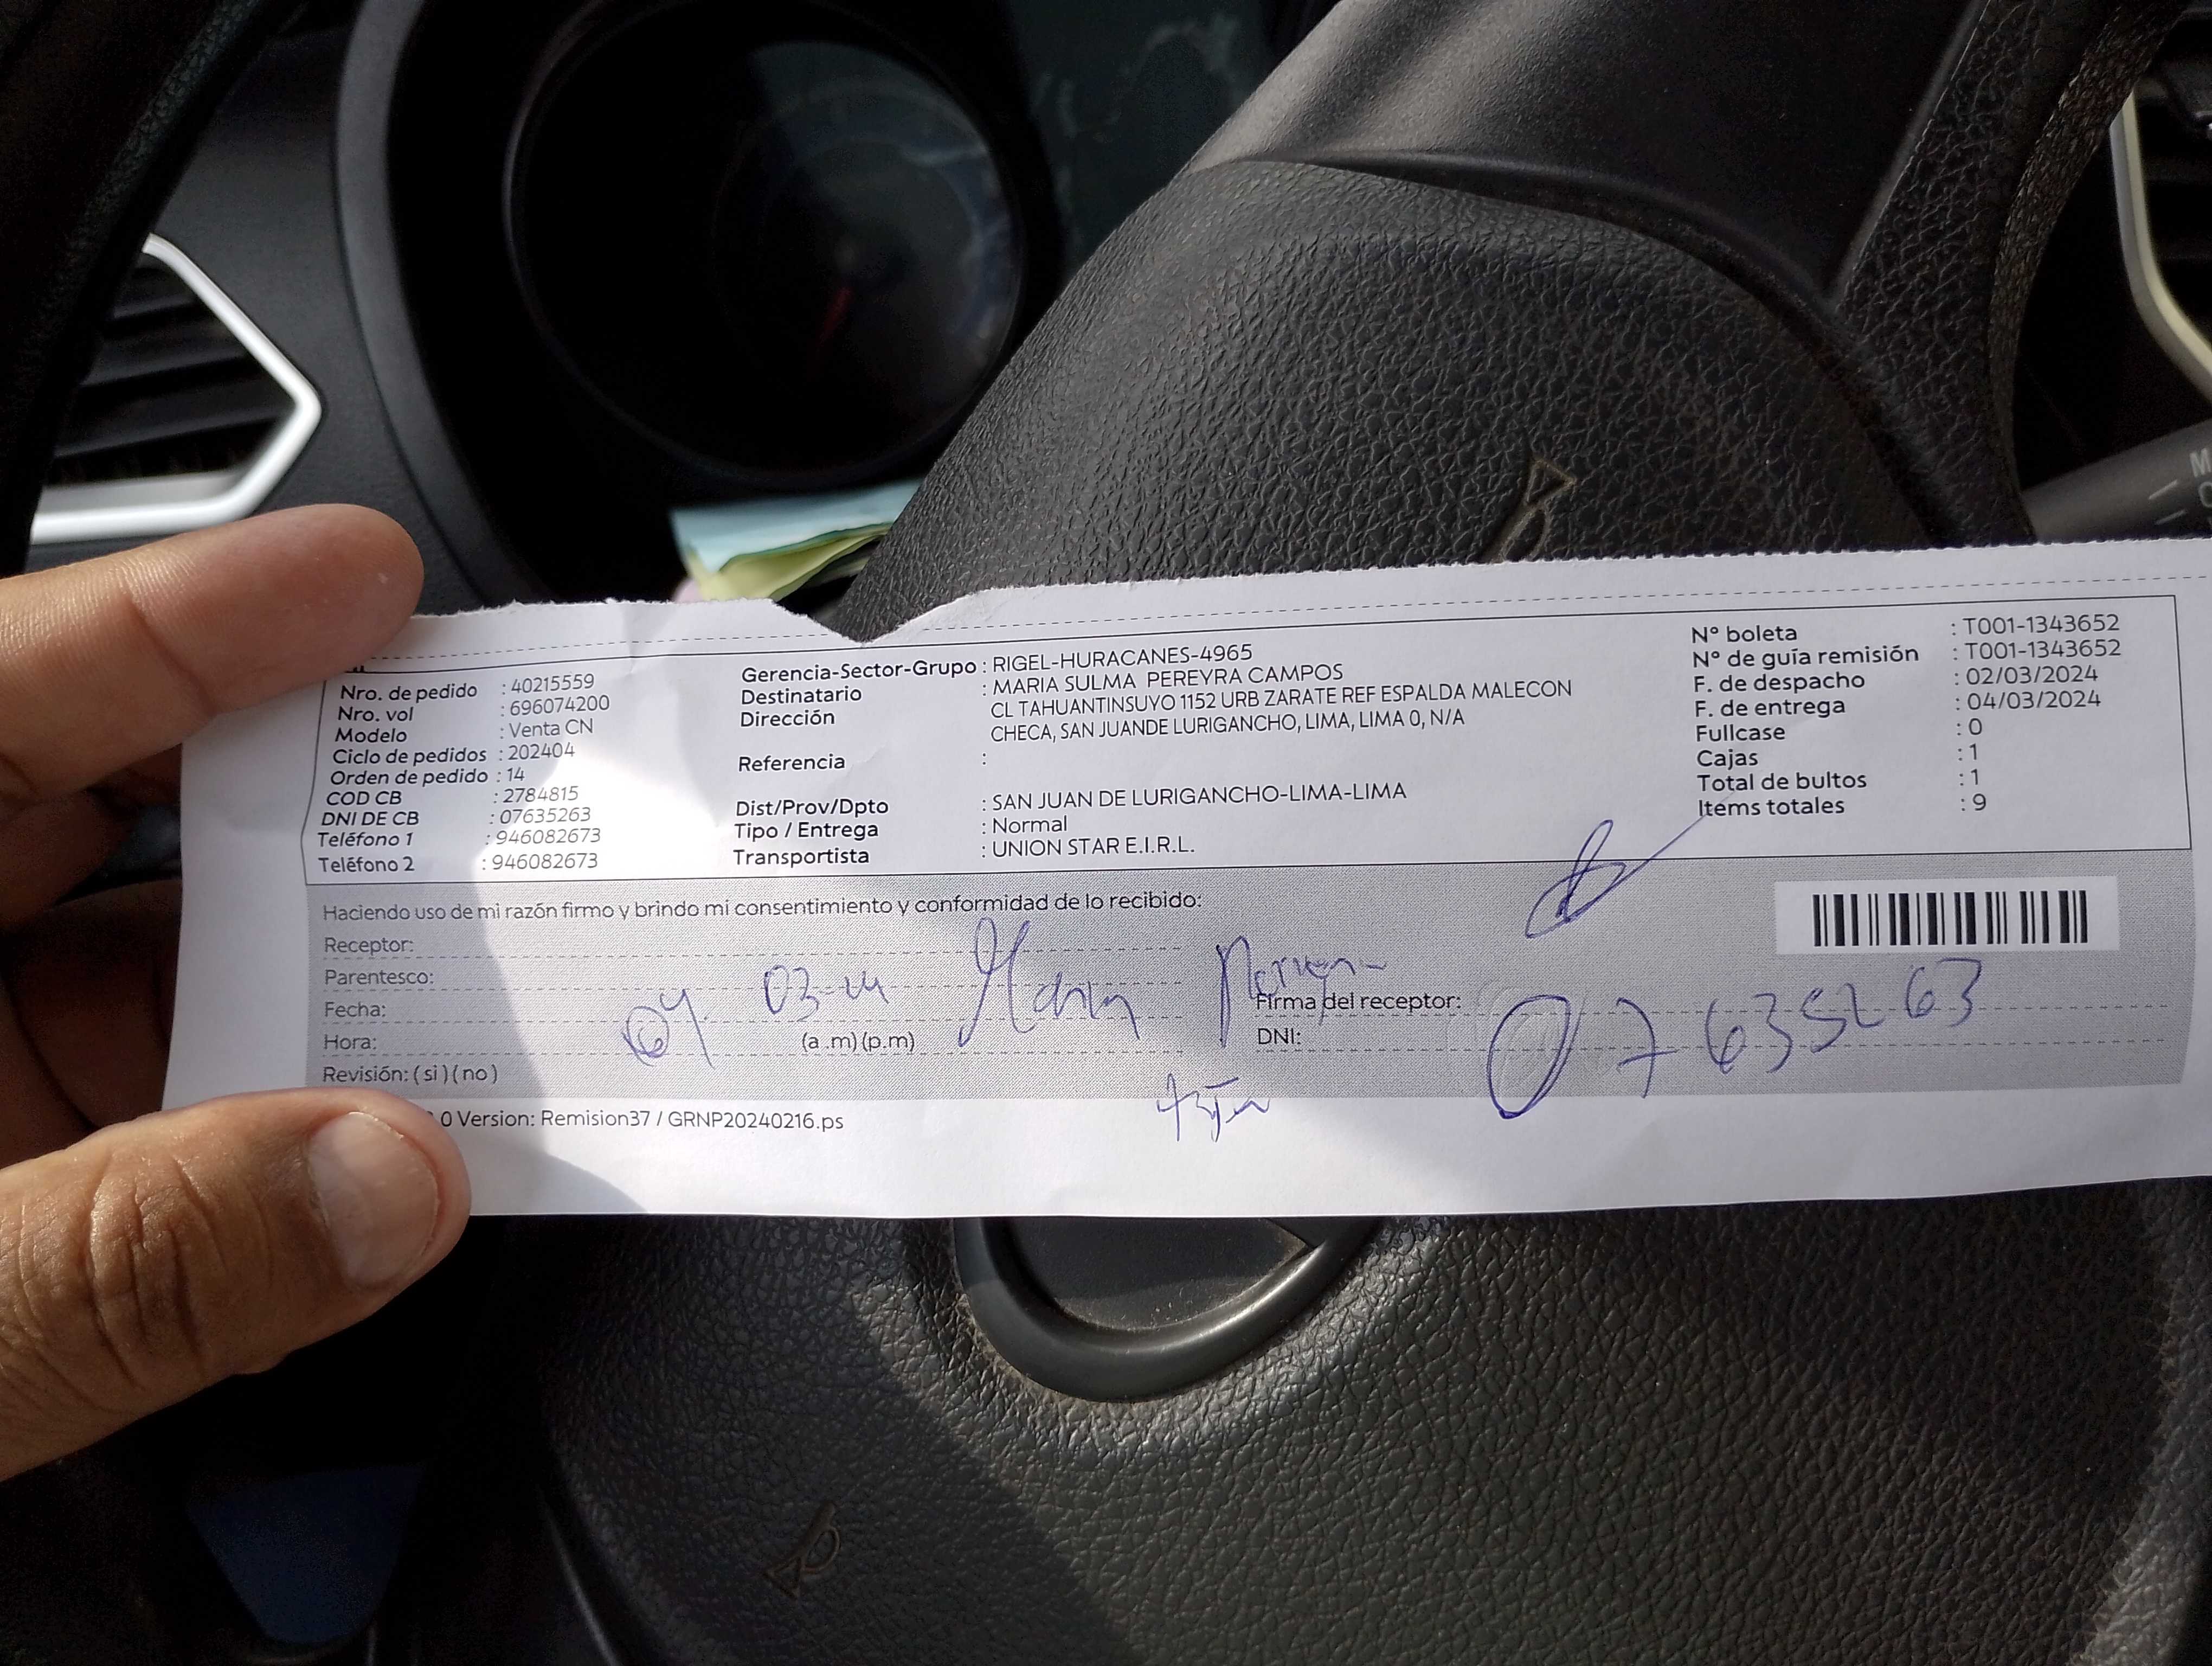 Nro. de pedido : 40215559
Nro. vol : 696074200
Modelo : Venta CN
Ciclo de pedidos : 202404
Orden de pedido : 14
COD CB : 2784815
DNI DE CB : 07635263
Teléfono 1 : 946082673
Teléfono 2 : 946082673
Gerencia-Sector-Grupo : RIGEL-HURACANES-4965
Destinatario : MARIA SULMA PEREYRA CAMPOS
Dirección : CL TAHUANTINSUYO 1152 URB ZARATE REF ESPALDA MALECON
CHECA, SAN JUANDE LURIGANCHO, LIMA, LIMA 0, N/A
Referencia :
Dist/Prov/Dpto : SAN JUAN DE LURIGANCHO-LIMA-LIMA
Tipo / Entrega : Normal
Transportista : UNION STAR E.I.R.L.
N° boleta : T001-1343652
N° de guía remisión : T001-1343652
F. de despacho : 02/03/2024
F. de entrega : 04/03/2024
Fullcase : 0
Cajas : 1
Total de bultos : 1
Items totales : 9
Haciendo uso de mi razón firmo y brindo mi consentimiento y conformidad de lo recibido:
Receptor:
Parentesco:
Fecha: 04 03
Firma del receptor:
Hora: (a.m)(p.m)
DNI: 07635263
Revisión: (si)(no)
0 Version: Remision37 / GRNP20240216.ps